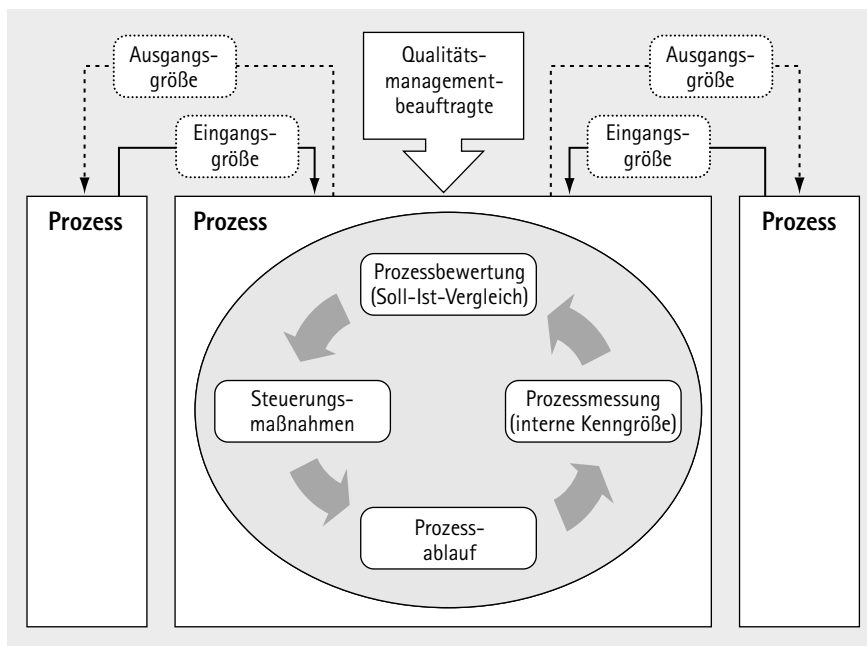 Ausgangs-
größe
Qualitäts-
management-
beauftragte
Ausgangs-
größe
Eingangs-
größe
Eingangs-
größe
Prozess
Prozess
Prozess
Prozessbewertung
(Soll-Ist-Vergleich)
Steuerungs-
maßnahmen
Prozessmessung
(interne Kenngröße)
Prozess-
ablauf